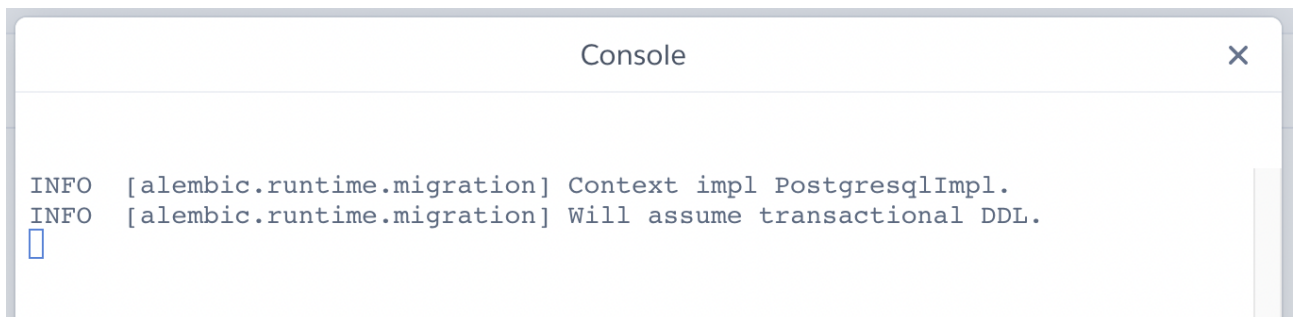 Console
INFO  [alembic.runtime.migration] Context impl PostgresqlImpl.
INFO  [alembic.runtime.migration] Will assume transactional DDL.